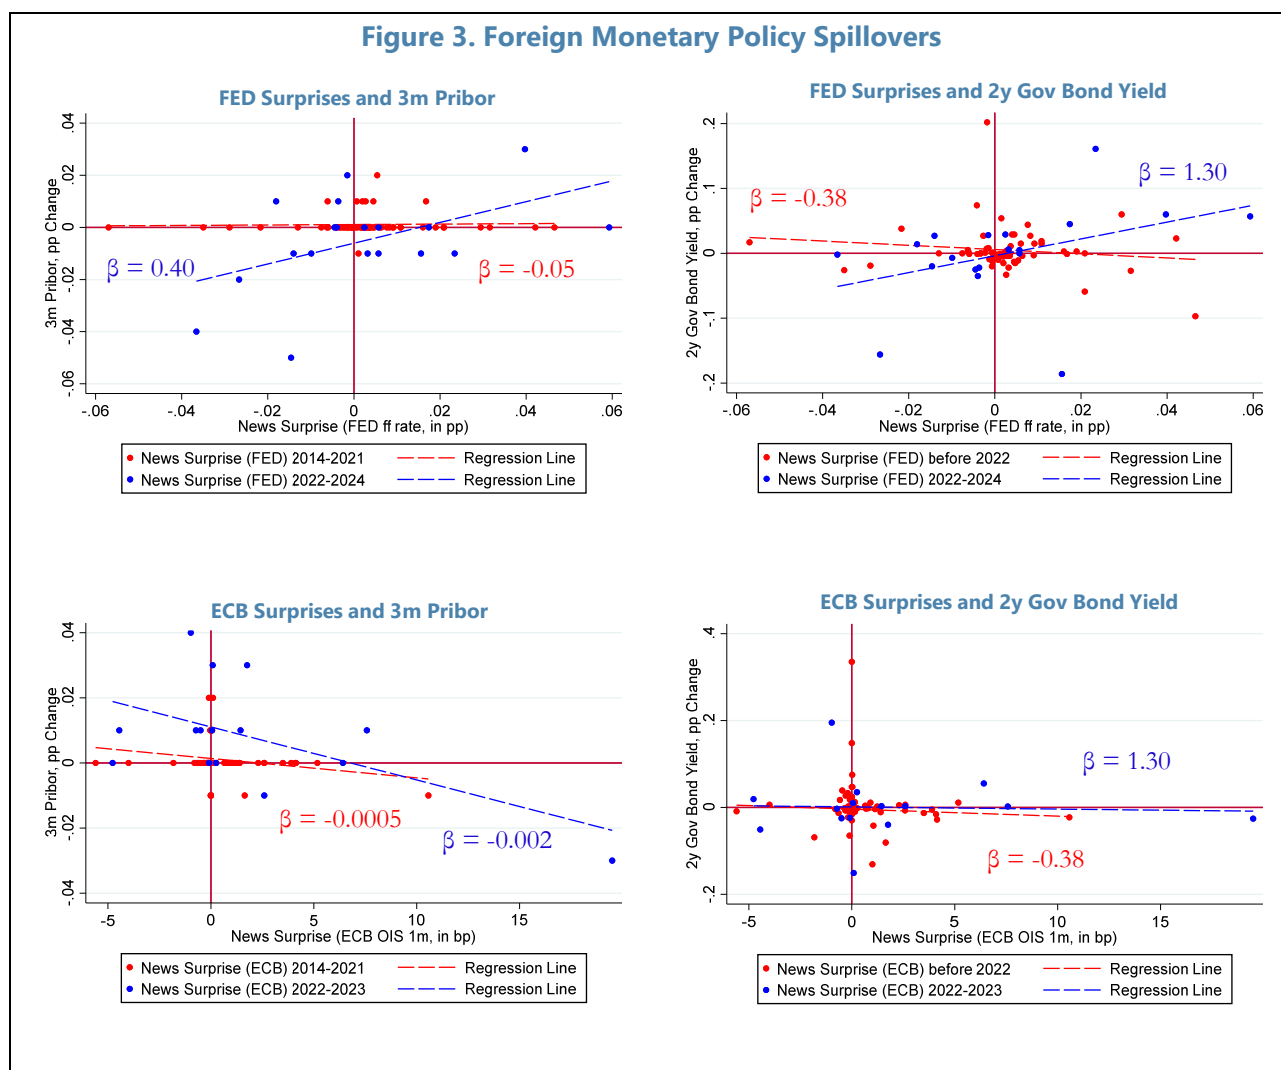 Figure 3. Foreign Monetary Policy Spillovers
FED Surprises and 3m Pribor
3m Pribor, pp Change
.04
.02
0
-.02
-.04
-.06
β = 0.40
β = -0.05
-.06 -.04 -.02 0 .02 .04 .06
News Surprise (FED ff rate, in pp)
News Surprise (FED) 2014-2021 Regression Line
News Surprise (FED) 2022-2024 Regression Line
FED Surprises and 2y Gov Bond Yield
2y Gov Bond Yield, pp Change
.2
.1
0
-.1
-.2
β = -0.38
β = 1.30
-.06 -.04 -.02 0 .02 .04 .06
News Surprise (FED ff rate, in pp)
News Surprise (FED) before 2022 Regression Line
News Surprise (FED) 2022-2024 Regression Line
ECB Surprises and 3m Pribor
3m Pribor, pp Change
.04
.02
0
-.02
-.04
β = -0.0005
β = -0.002
-5 0 5 10 15
News Surprise (ECB OIS 1m, in bp)
News Surprise (ECB) 2014-2021 Regression Line
News Surprise (ECB) 2022-2023 Regression Line
ECB Surprises and 2y Gov Bond Yield
2y Gov Bond Yield, pp Change
.4
.2
0
-.2
β = 1.30
β = -0.38
-5 0 5 10 15
News Surprise (ECB OIS 1m, in bp)
News Surprise (ECB) before 2022 Regression Line
News Surprise (ECB) 2022-2023 Regression Line